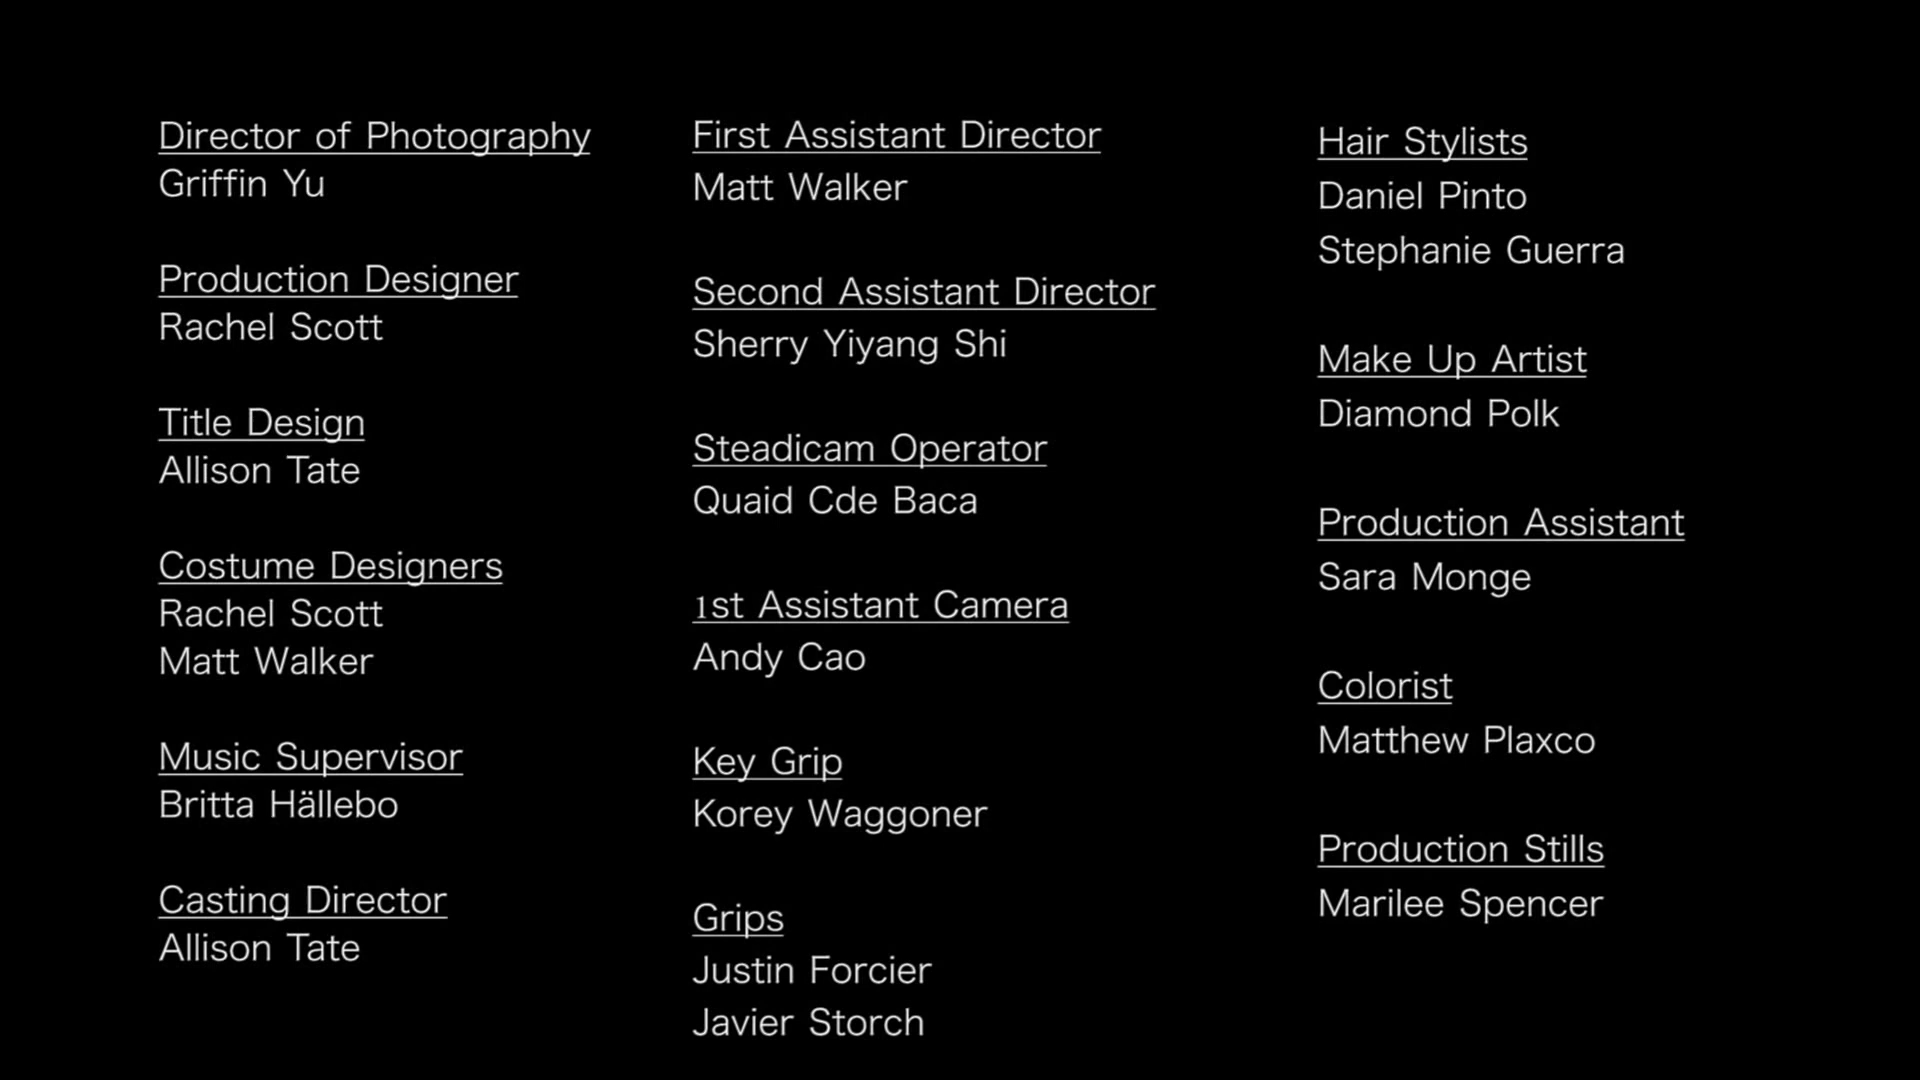 Director of Photography
Griffin Yu
Production Designer
Rachel Scott
Title Design
Allison Tate
Costume Designers
Rachel Scott
Matt Walker
Music Supervisor
Britta Hällebo
Casting Director
Allison Tate
First Assistant Director
Matt Walker
Second Assistant Director
Sherry Yiyang Shi
Steadicam Operator
Quaid Cde Baca
1st Assistant Camera
Andy Cao
Key Grip
Korey Waggoner
Grips
Justin Forcier
Javier Storch
Hair Stylists
Daniel Pinto
Stephanie Guerra
Make Up Artist
Diamond Polk
Production Assistant
Sara Monge
Colorist
Matthew Plaxco
Production Stills
Marilee Spencer